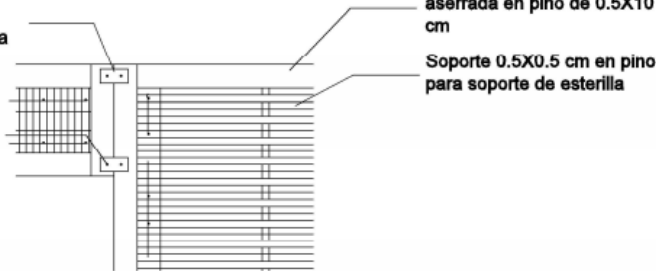 aserrada en pino de 0.5X10
cm
a
Soporte 0.5X0.5 cm en pino
para soporte de esterilla